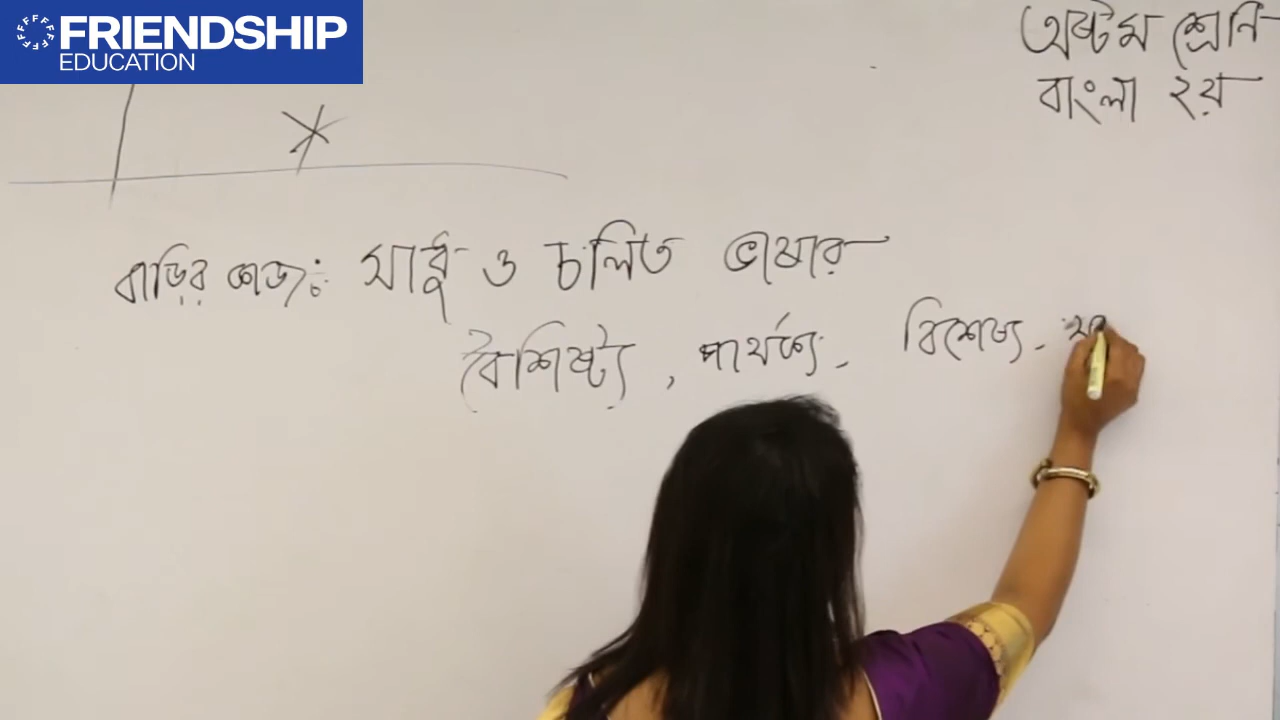 FRIENDSHIP
EDUCATION
অষ্টম শ্রেণি
বাংলা ২য়
বাড়ির কাজ: সাধু ও চলিত ভাষার
বৈশিষ্ট্য, পার্থক্য - বিশেষ্য -